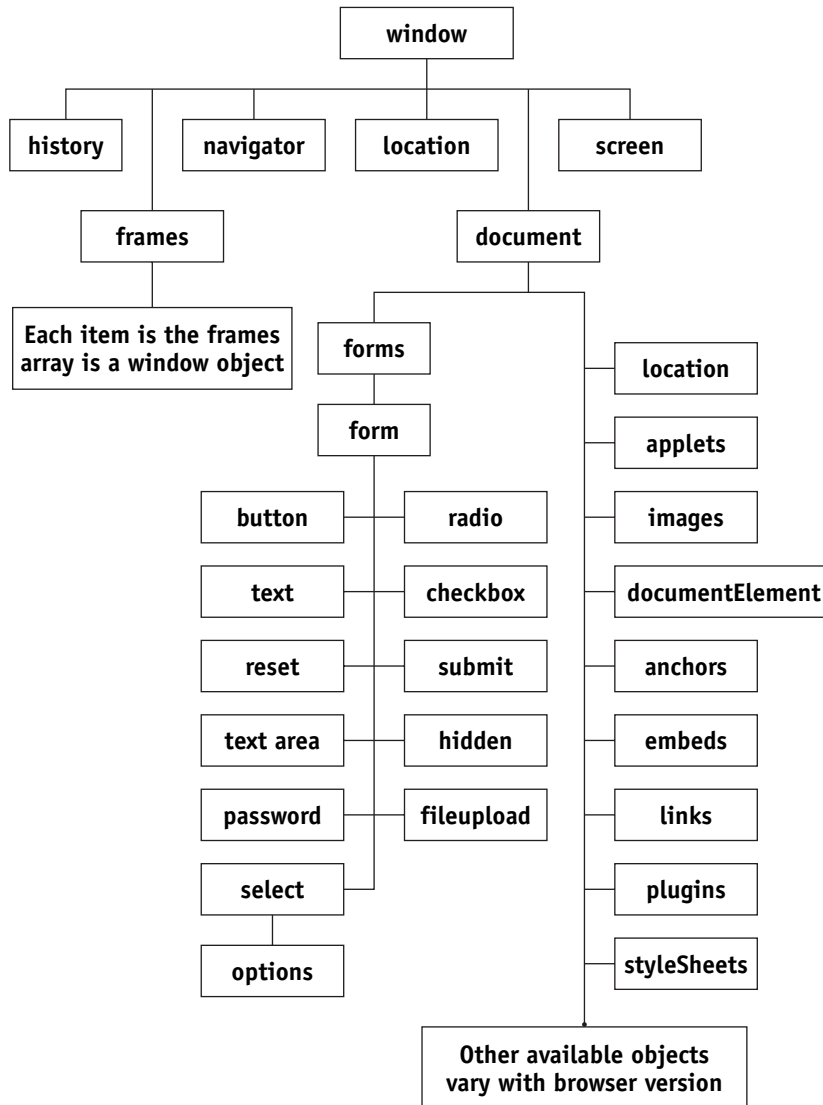 window
history
navigator
location
screen
frames
document
Each item is the frames
array is a window object
forms
location
form
applets
button
radio
images
text
checkbox
documentElement
reset
submit
anchors
text area
hidden
embeds
password
fileupload
links
select
plugins
options
styleSheets
Other available objects
vary with browser version